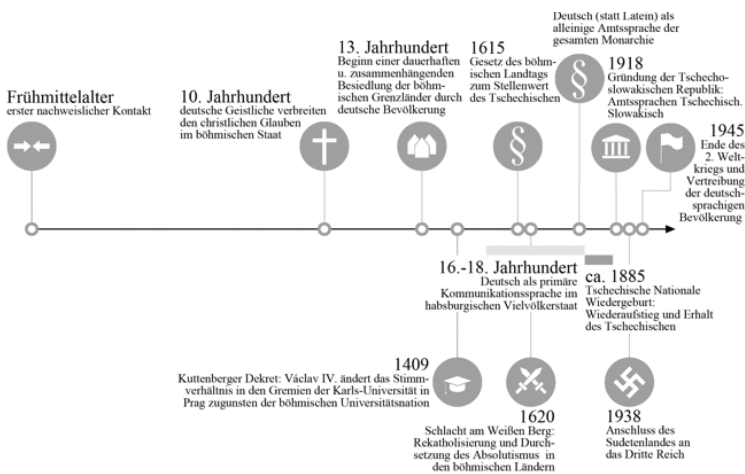 Frühmittelalter
erster nachweislicher Kontakt
10. Jahrhundert
deutsche Geistliche verbreiten
den christlichen Glauben
im böhmischen Staat
13. Jahrhundert
Beginn einer dauerhaften
u. zusammenhängenden
Besiedlung der böhm-
ischen Grenzländer durch
deutsche Bevölkerung
1615
Gesetz des böhm-
ischen Landtags
zum Stellenwert
des Tschechischen
Deutsch (statt Latein) als
alleinige Amtssprache der
gesamten Monarchie
1918
Gründung der Tschecho-
slowakischen Republik:
Amtssprachen Tschechisch.
Slowakisch
1945
Ende des
2. Welt-
kriegs und
Vertreibung
der deutsch-
sprachigen
Bevölkerung
16.-18. Jahrhundert
Deutsch als primäre
Kommunikationssprache im
habsburgischen Vielvölkerstaat
ca. 1885
Tschechische Nationale
Wiedergeburt:
Wiederaufstieg und Erhalt
des Tschechischen
1409
Kuttenberger Dekret: Václav IV. ändert das Stimm-
verhältnis in den Gremien der Karls-Universität in
Prag zugunsten der böhmischen Universitätsnation
1620
Schlacht am Weißen Berg:
Rekatholisierung und Durch-
setzung des Absolutismus in
den böhmischen Ländern
1938
Anschluss des
Sudetenlandes an
das Dritte Reich